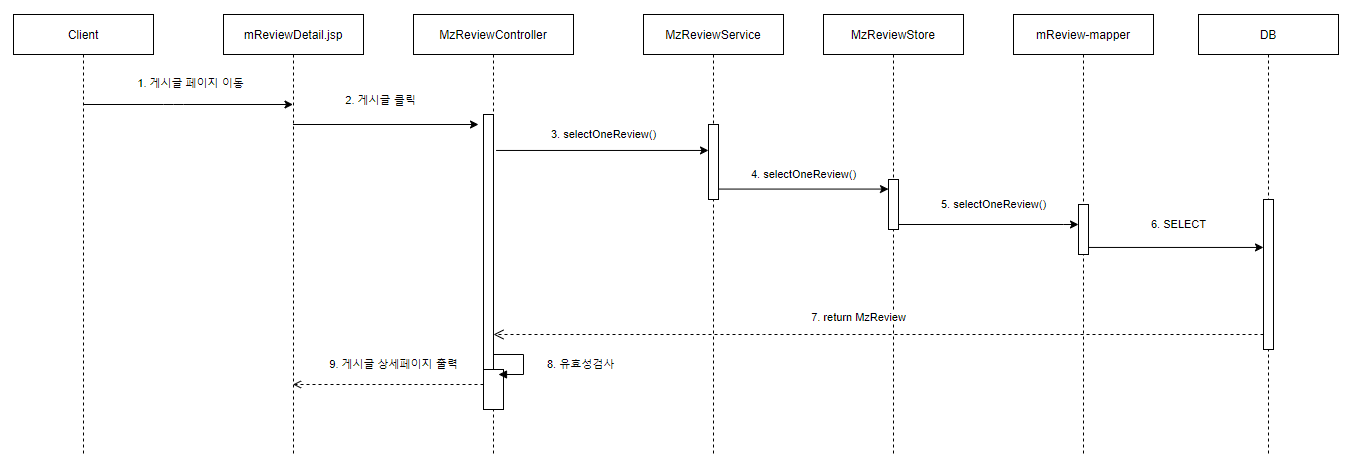 Client
mReviewDetail.jsp
MzReviewController
MzReviewService
MzReviewStore
mReview-mapper
DB
1. 게시글 페이지 이동
2. 게시글 클릭
3. selectOneReview()
4. selectOneReview()
5. selectOneReview()
6. SELECT
7. return MzReview
8. 유효성검사
9. 게시글 상세페이지 출력